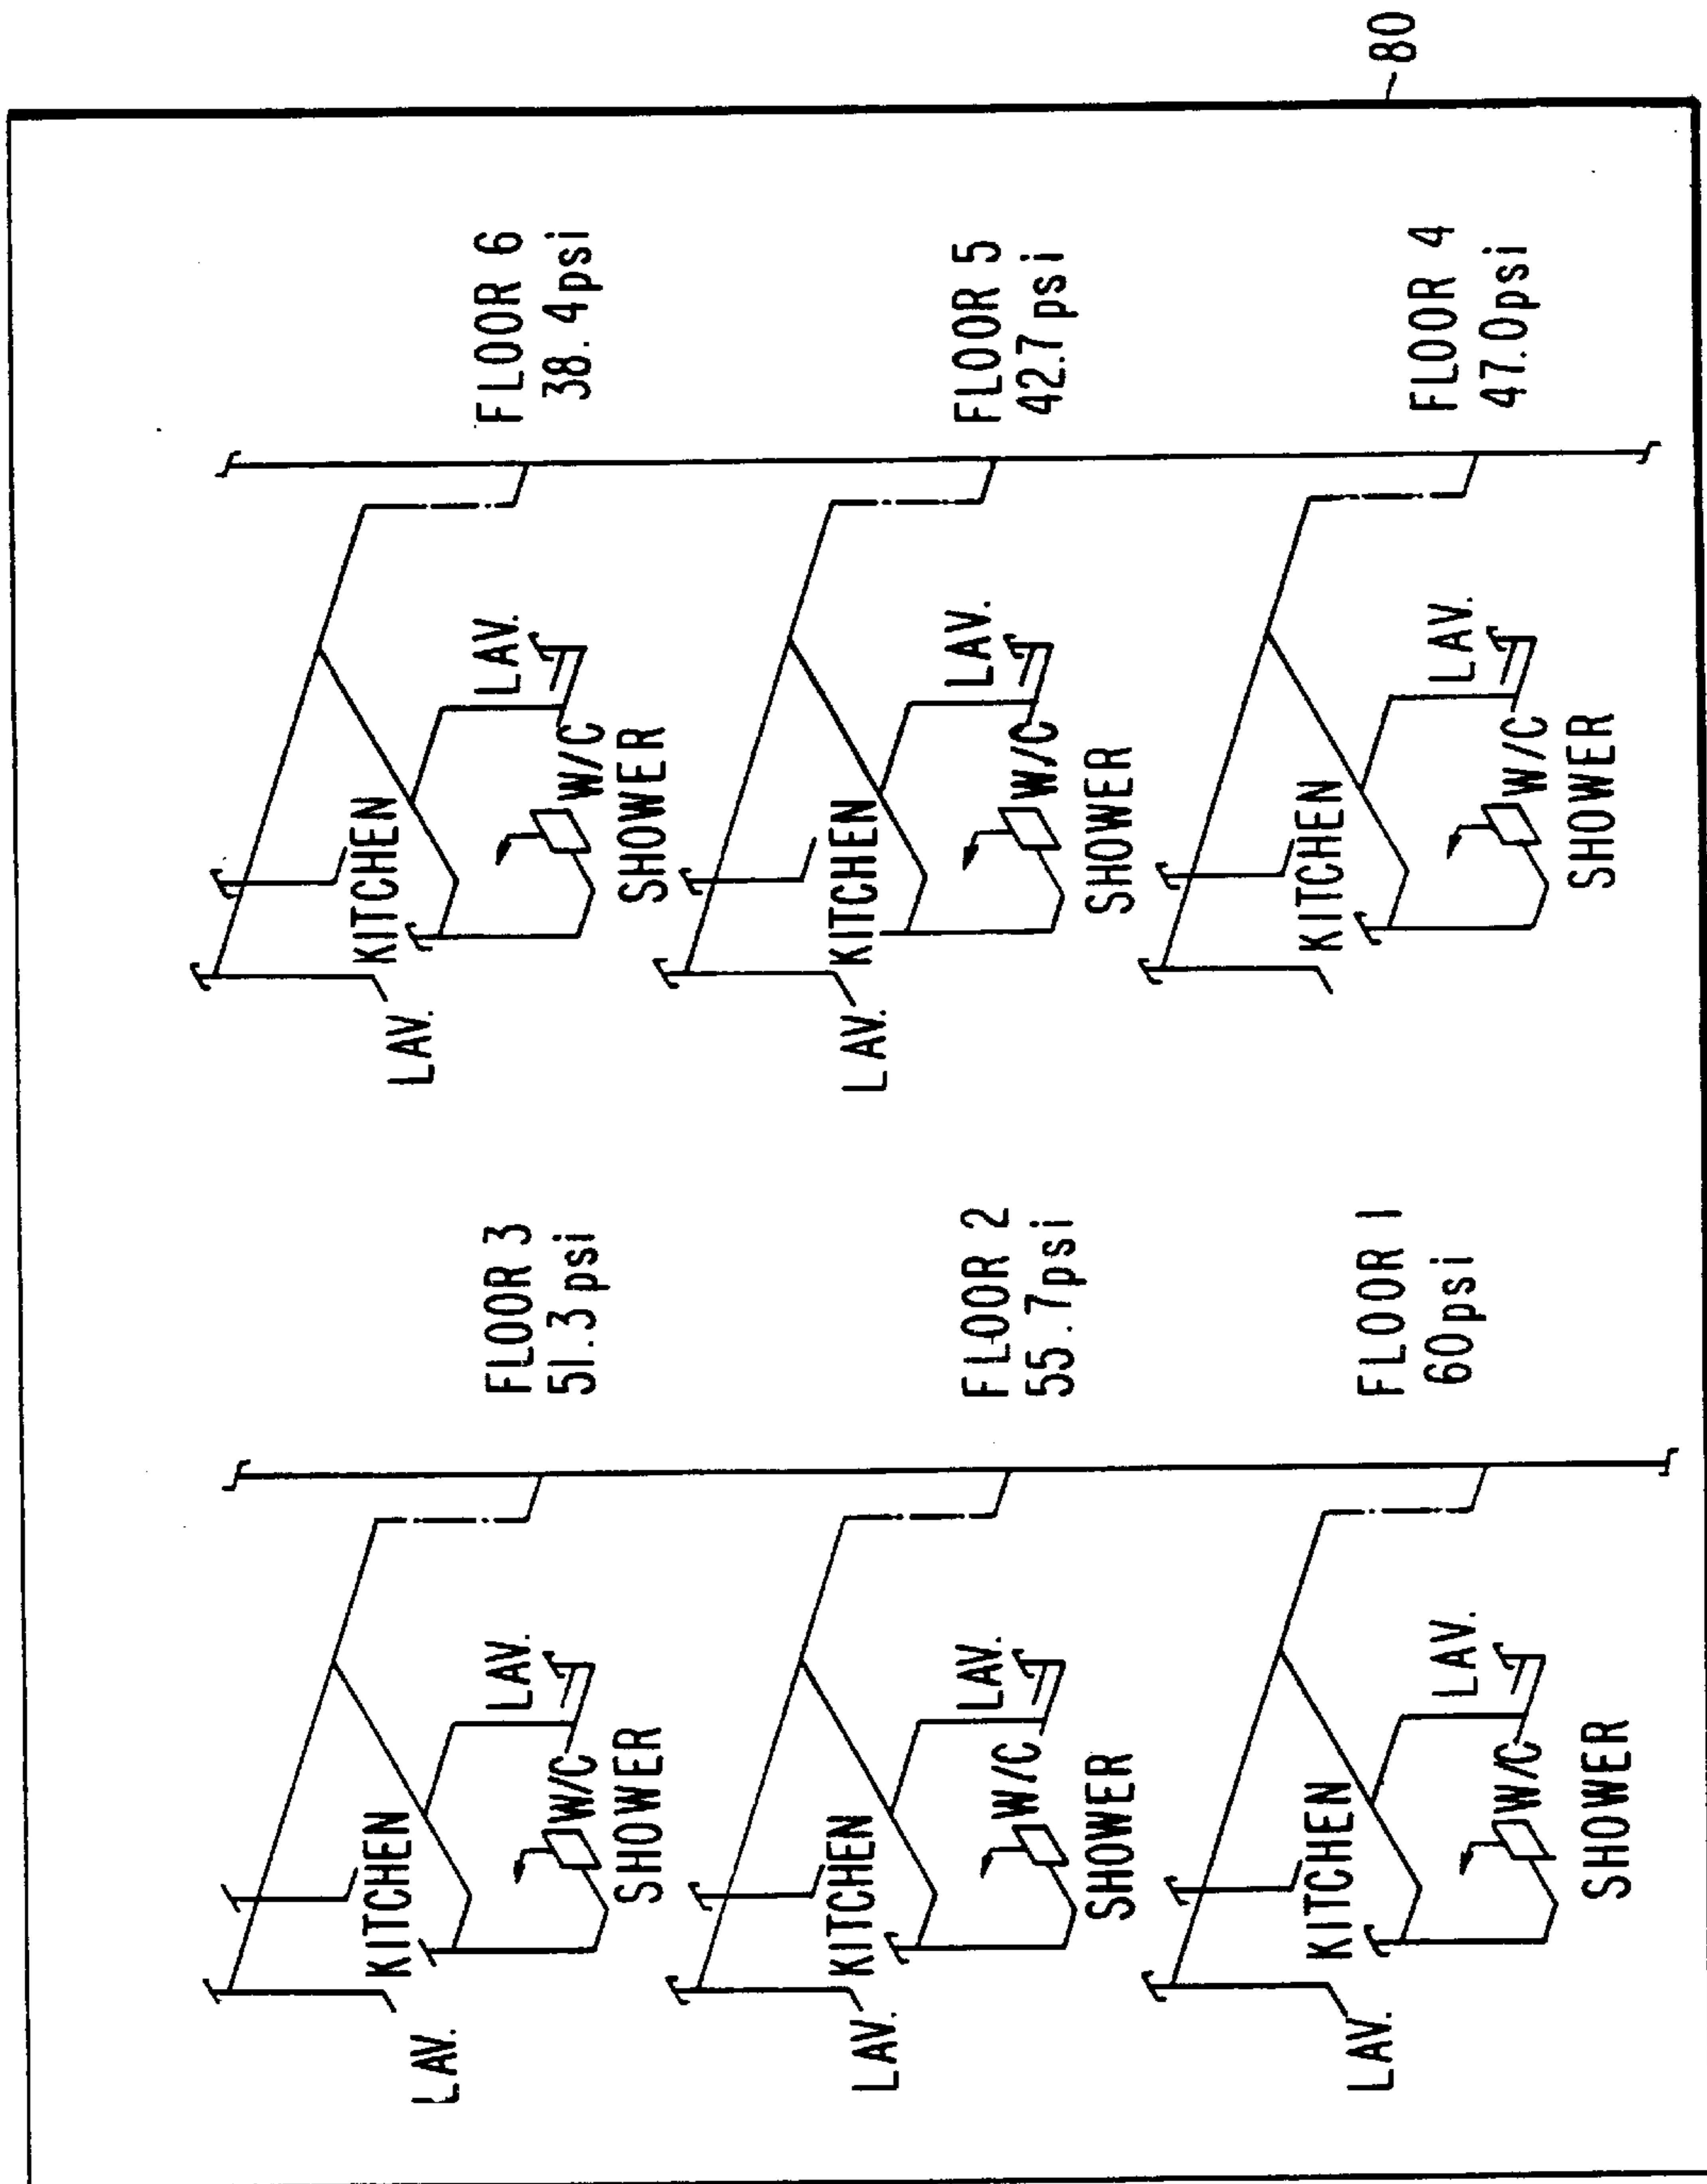 KITCHEN
LAV.
LAV.
W/C
SHOWER
FLOOR 3
51.3 psi
KITCHEN
LAV.
LAV.
W/C
SHOWER
FLOOR 2
55.7psi
KITCHEN
LAV.
LAV.
W/C
SHOWER
FLOOR 1
60psi
KITCHEN
LAV.
LAV.
W/C
SHOWER
FLOOR 6
38.4psi
KITCHEN
LAV.
LAV.
W/C
SHOWER
FLOOR 5
42.7psi
KITCHEN
LAV.
W/C
SHOWER
FLOOR 4
47.0psi
80